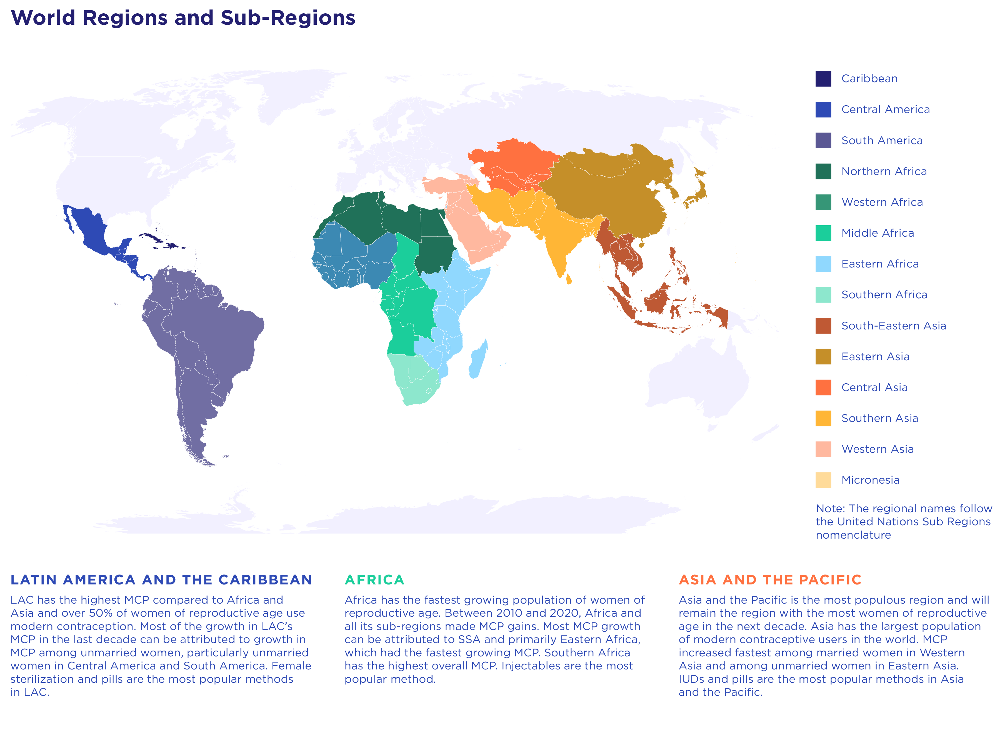 World Regions and Sub-Regions
Caribbean
Central America
South America
Northern Africa
Western Africa
Middle Africa
Eastern Africa
Southern Africa
South-Eastern Asia
Eastern Asia
Central Asia
Southern Asia
Western Asia
Micronesia
Note: The regional names follow
the United Nations Sub Regions
nomenclature
LATIN AMERICA AND THE CARIBBEAN
LAC has the highest MCP compared to Africa and
Asia and over 50% of women of reproductive age use
modern contraception. Most of the growth in LAC’s
MCP in the last decade can be attributed to growth in
MCP among unmarried women, particularly unmarried
women in Central America and South America. Female
sterilization and pills are the most popular methods
in LAC.
AFRICA
Africa has the fastest growing population of women of
reproductive age. Between 2010 and 2020, Africa and
all its sub-regions made MCP gains. Most MCP growth
can be attributed to SSA and primarily Eastern Africa,
which had the fastest growing MCP. Southern Africa
has the highest overall MCP. Injectables are the most
popular method.
ASIA AND THE PACIFIC
Asia and the Pacific is the most populous region and will
remain the region with the most women of reproductive
age in the next decade. Asia has the largest population
of modern contraceptive users in the world. MCP
increased fastest among married women in Western
Asia and among unmarried women in Eastern Asia.
IUDs and pills are the most popular methods in Asia
and the Pacific.